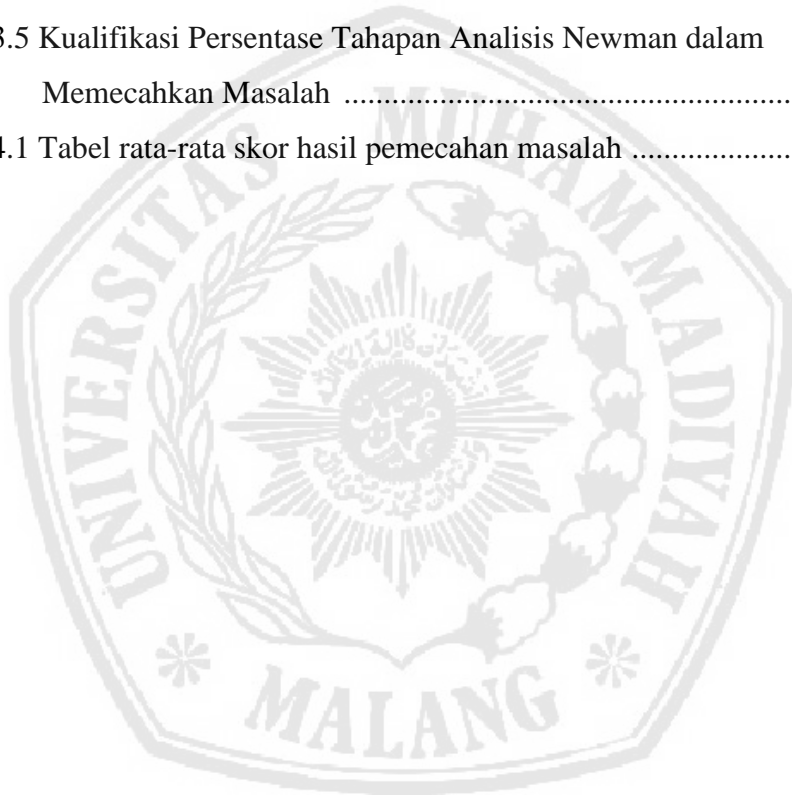 3.5 Kualifikasi Persentase Tahapan Analisis Newman dalam
Memecahkan Masalah ........................................................
4.1 Tabel rata-rata skor hasil pemecahan masalah ....................
UNIVERSITAS MUHAMMADIYAH
MALANG